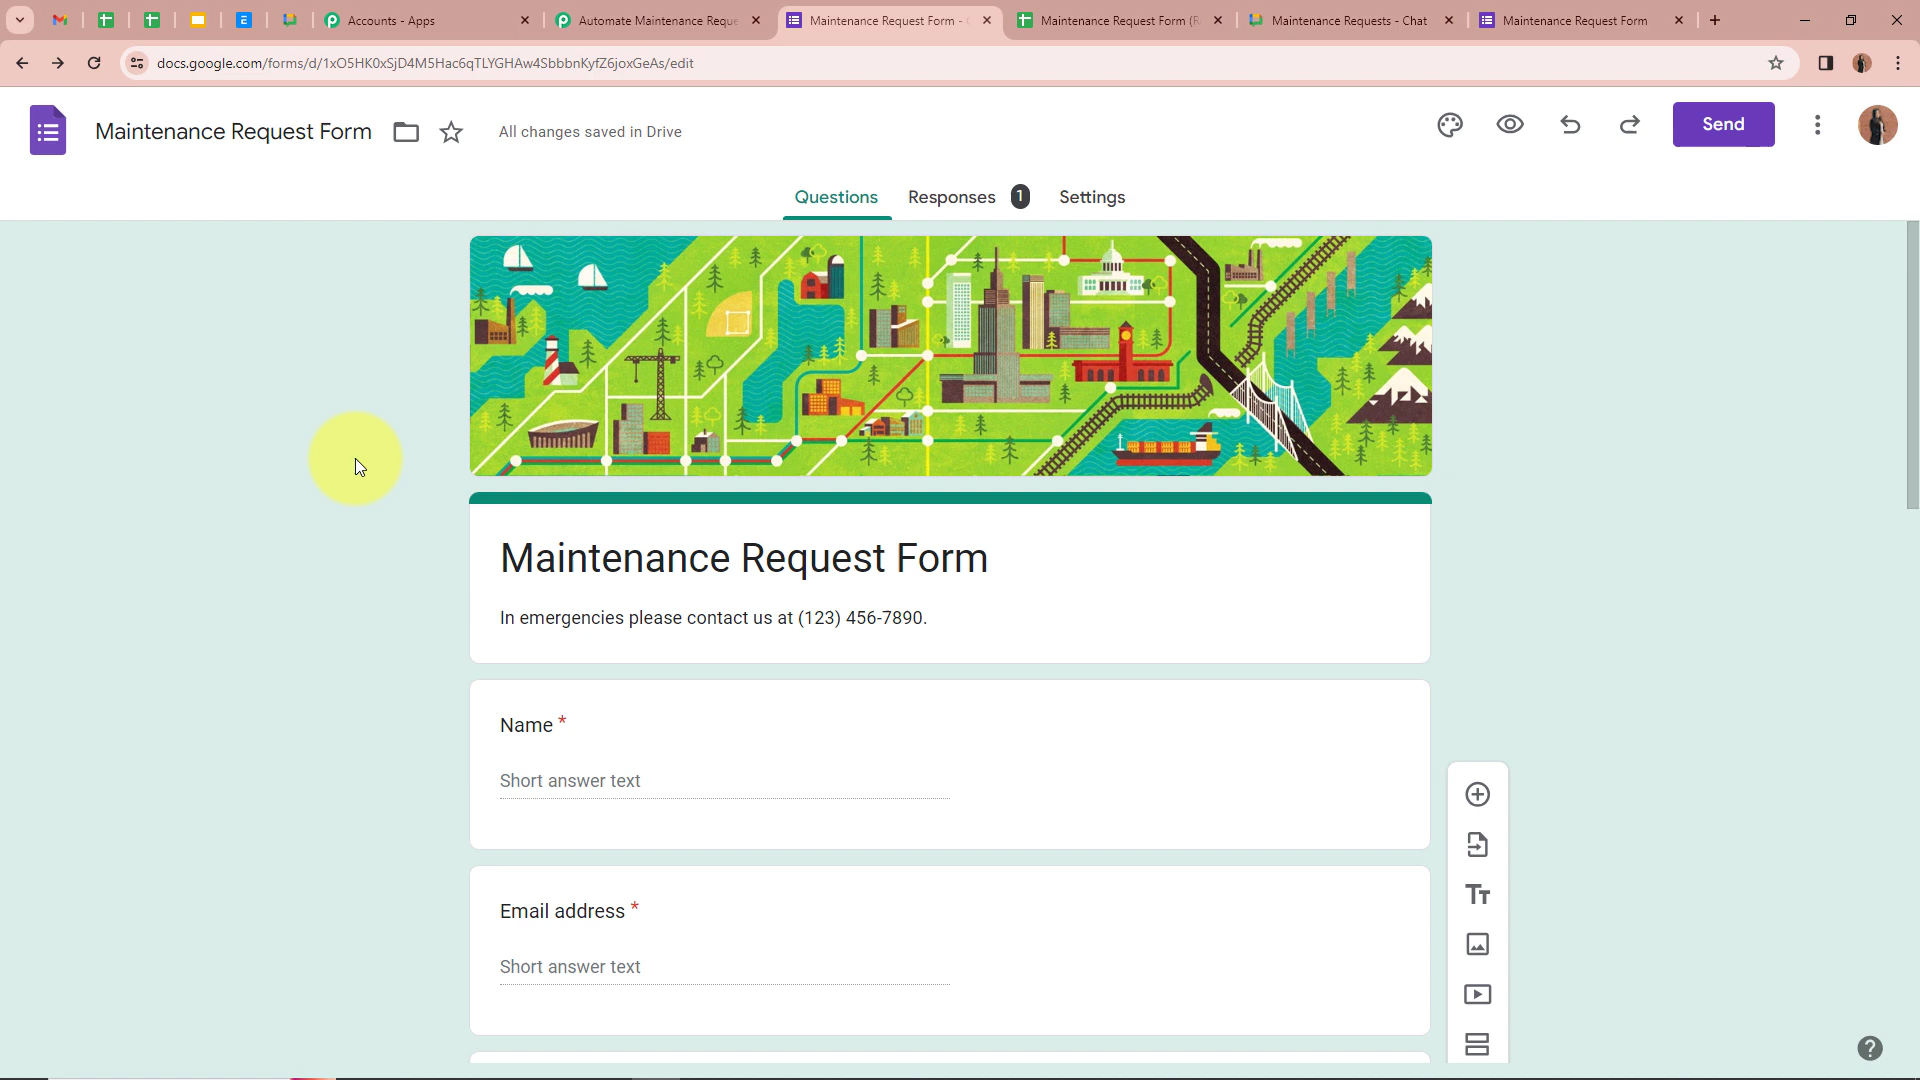 Accounts - Apps
Automate Maintenance Reque
Maintenance Request Form -
Maintenance Request Form (R
Maintenance Requests - Chat
Maintenance Request Form
docs.google.com/forms/d/1xO5HK0xSjD4M5Hac6qTLYGHAw4SbbbnKyfZ6joxGeAs/edit
Maintenance Request Form
All changes saved in Drive
Send
Questions
Responses 1
Settings
Maintenance Request Form
In emergencies please contact us at (123) 456-7890.
Name *
Short answer text
Email address *
Short answer text